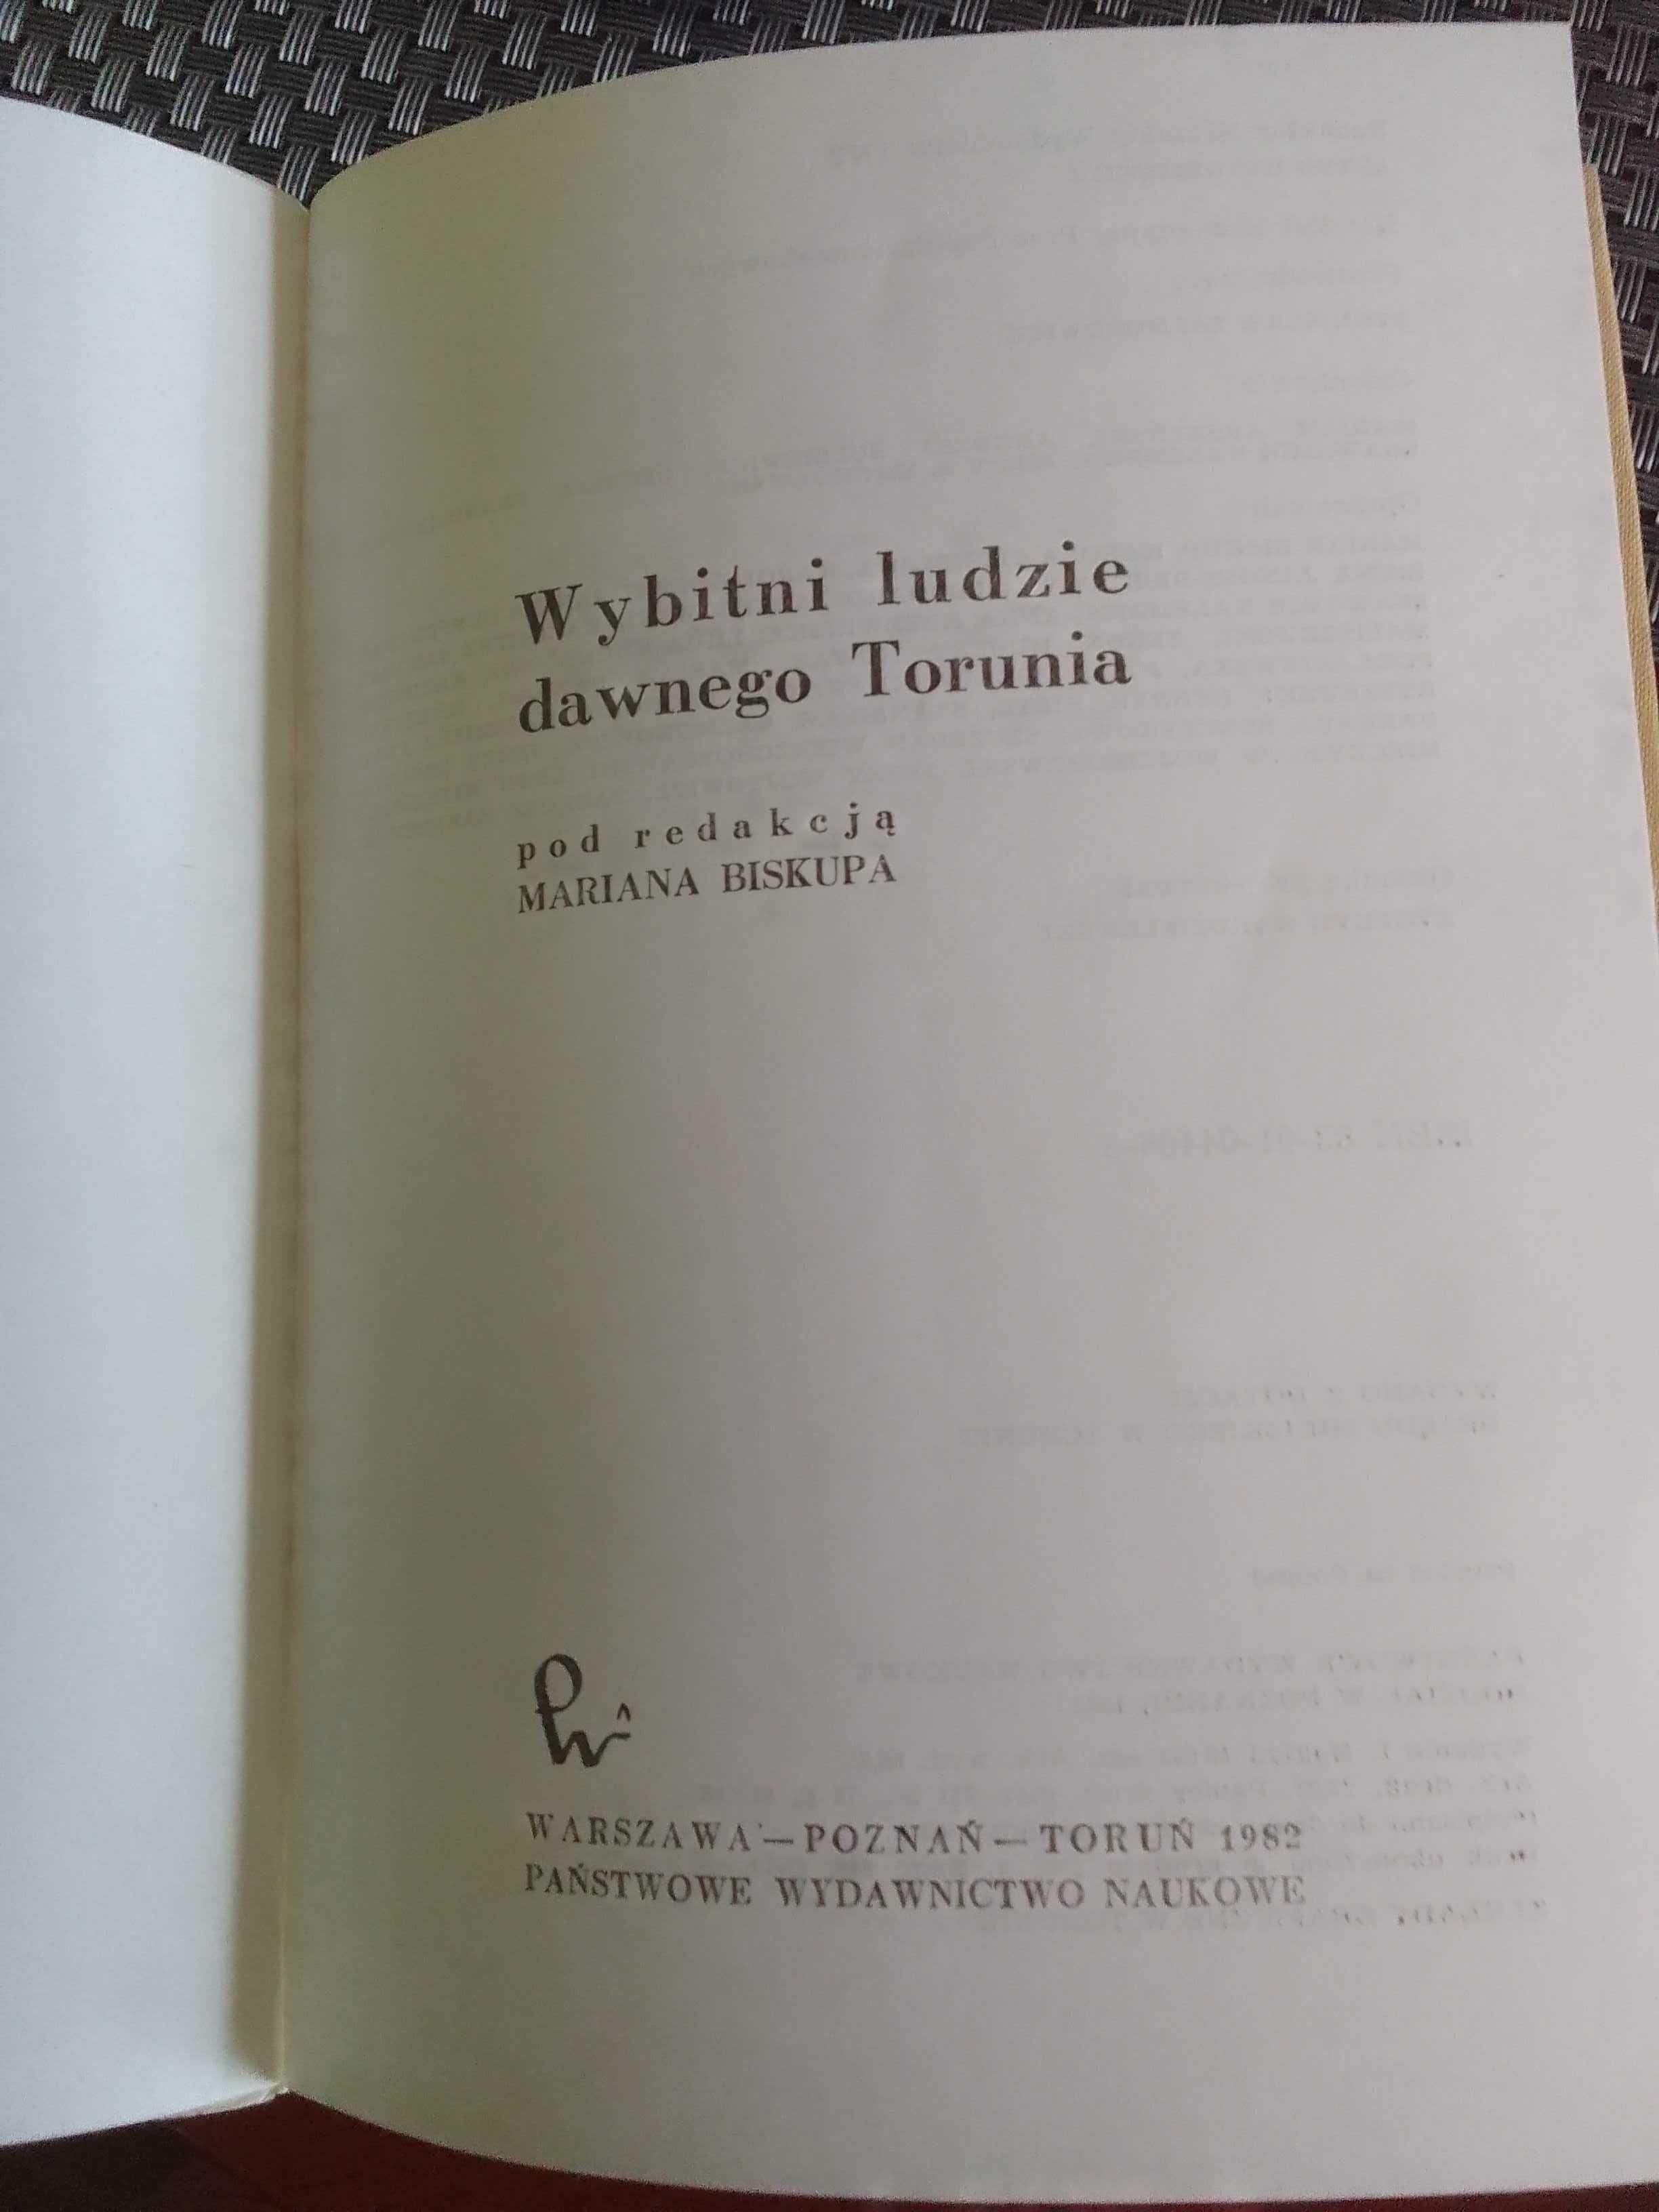 Wybitni ludzie
dawnego Torunia
pod redakcją
MARIANA BISKUPA
WARSZAWA—POZNAŃ—TORUŃ 1982
PAŃSTWOWE WYDAWNICTWO NAUKOWE